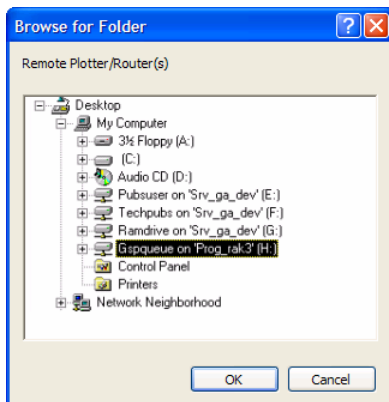 Browse for Folder
Remote Plotter/Router(s)
Desktop
My Computer
3½ Floppy (A:)
(C:)
Audio CD (D:)
Pubsuser on 'Srv_ga_dev' (E:)
Techpubs on 'Srv_ga_dev' (F:)
Ramdrive on 'Srv_ga_dev' (G:)
Gspqueue on 'Prog_rak3' (H:)
Control Panel
Printers
Network Neighborhood
OK
Cancel